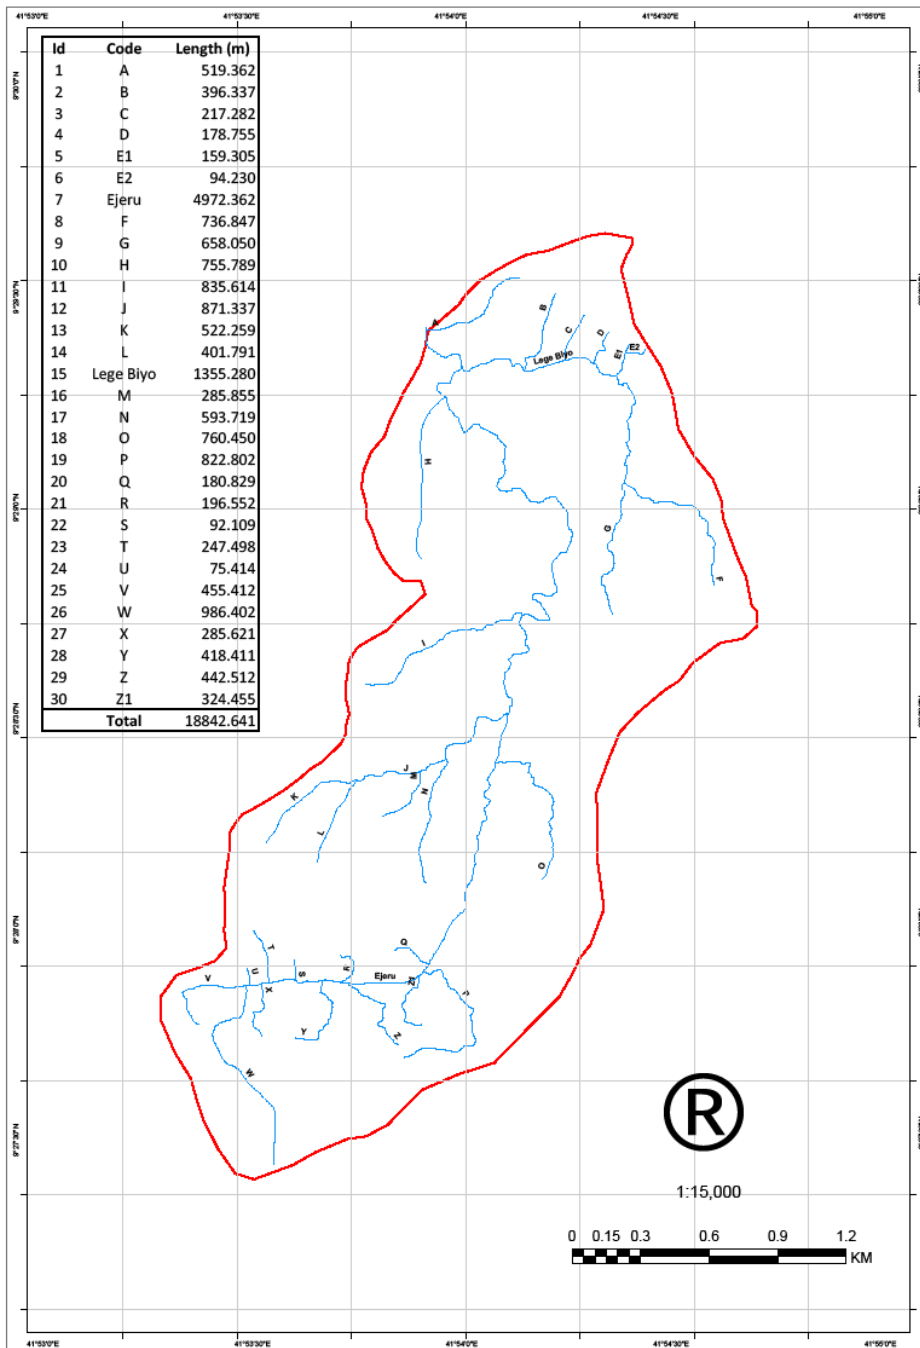 41°53'0"E 41°53'30"E 41°54'0"E 41°54'30"E 41°55'0"E
Id Code Length (m)
1 A 519.362
2 B 396.337
3 C 217.282
4 D 178.755
5 E1 159.305
6 E2 94.230
7 Ejeru 4972.362
8 F 736.847
9 G 658.050
10 H 755.789
11 I 835.614
12 J 871.337
13 K 522.259
14 L 401.791
15 Lege Biyo 1355.280
16 M 285.855
17 N 593.719
18 O 760.450
19 P 822.802
20 Q 180.829
21 R 196.552
22 S 92.109
23 T 247.498
24 U 75.414
25 V 455.412
26 W 986.402
27 X 285.621
28 Y 418.411
29 Z 442.512
30 Z1 324.455
Total 18842.641
A
B
C
D
E1
E2
Lege Biyo
H
G
F
I
J
M
K
N
L
O
T
Q
U
S
R
Ejeru
Z1
V
X
P
Y
Z
W
R
1:15,000
0 0.15 0.3 0.6 0.9 1.2
KM
41°53'0"E 41°53'30"E 41°54'0"E 41°54'30"E 41°55'0"E